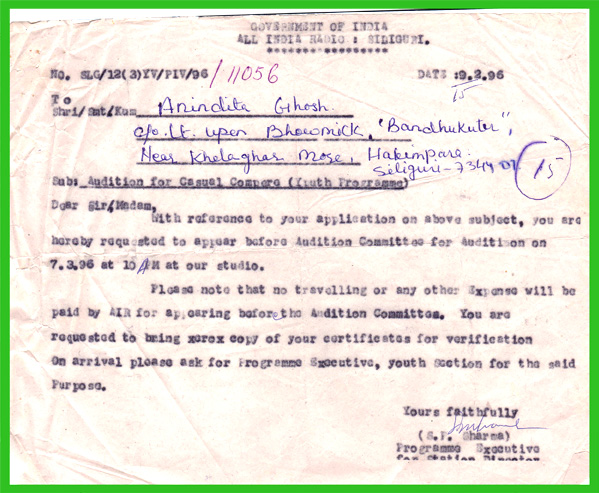 GOVERNMENT OF INDIA
ALL INDIA RADIO : SILIGURI.
NO. SLG/12(3)YV/PIV/96 /11056 DATE :9.2.96
15
To
Shri/Smt/Kum Anindita Ghosh.
C/o. Lt. Upen Bhowmick, "Bandhukuter",
Near Khelaghar More, Hakimpara.
Siliguri-734401
15
Sub: Audition for Casual Compere (Youth Programme)
Dear Sir/Madam,
With reference to your application on above subject, you are
hereby requested to appear before Audition Committee for Audition on
7.3.96 at 10 AM at our studio.
Please note that no travelling or any other Expense will be
paid by AIR for appearing before the Audition Committee. You are
requested to bring xerox copy of your certificates for verification
On arrival please ask for Programme Executive, youth Section for the said
Purpose.
Yours faithfully
(S.P. Sharma)
Programme Executive
for Station Director